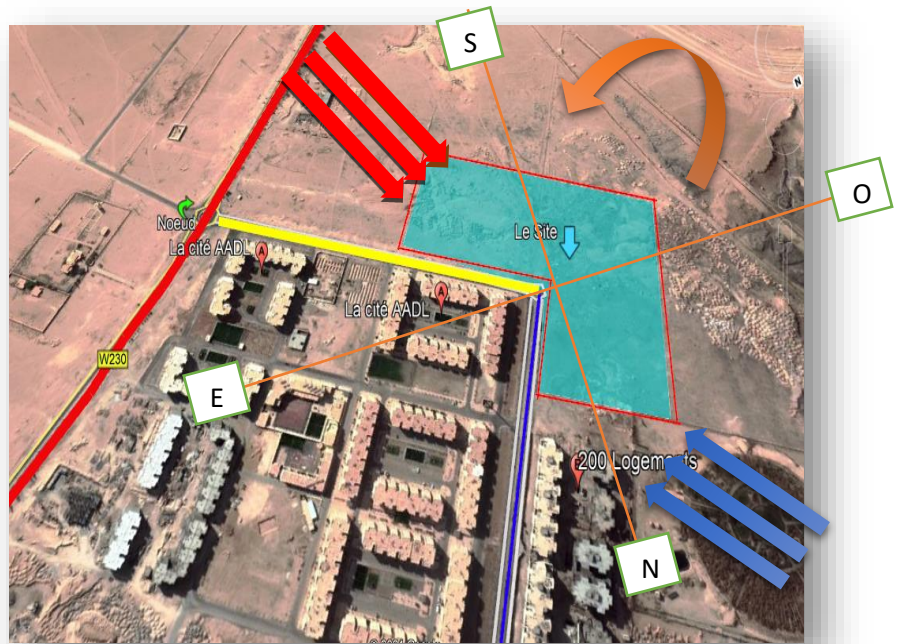 S
N
O
Noeud
Le Site
La cité AADL
La cité AADL
W230
E
200 Logements
N